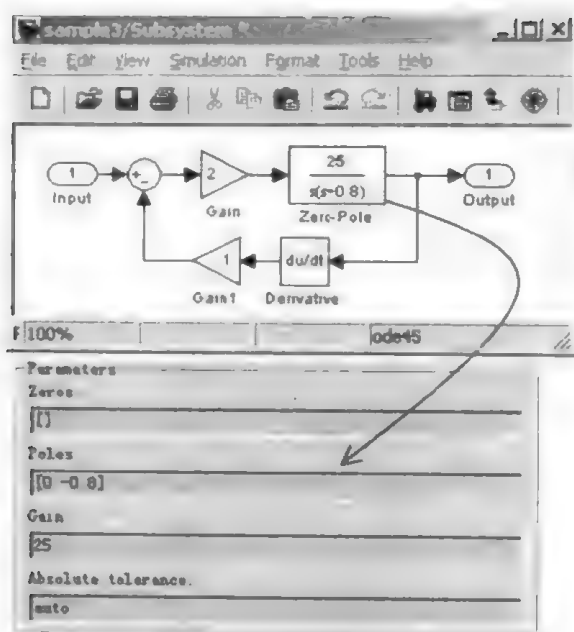 sample3/Subsystem
File Edit View Simulation Format Tools Help
1
Input
+
-
2
Gain
25
s(s+0.8)
Zero-Pole
1
Output
1
Gain1
du/dt
Derivative
100%
ode45
Parameters
Zeros
[]
Poles
[0 -0.8]
Gain
25
Absolute tolerance.
auto